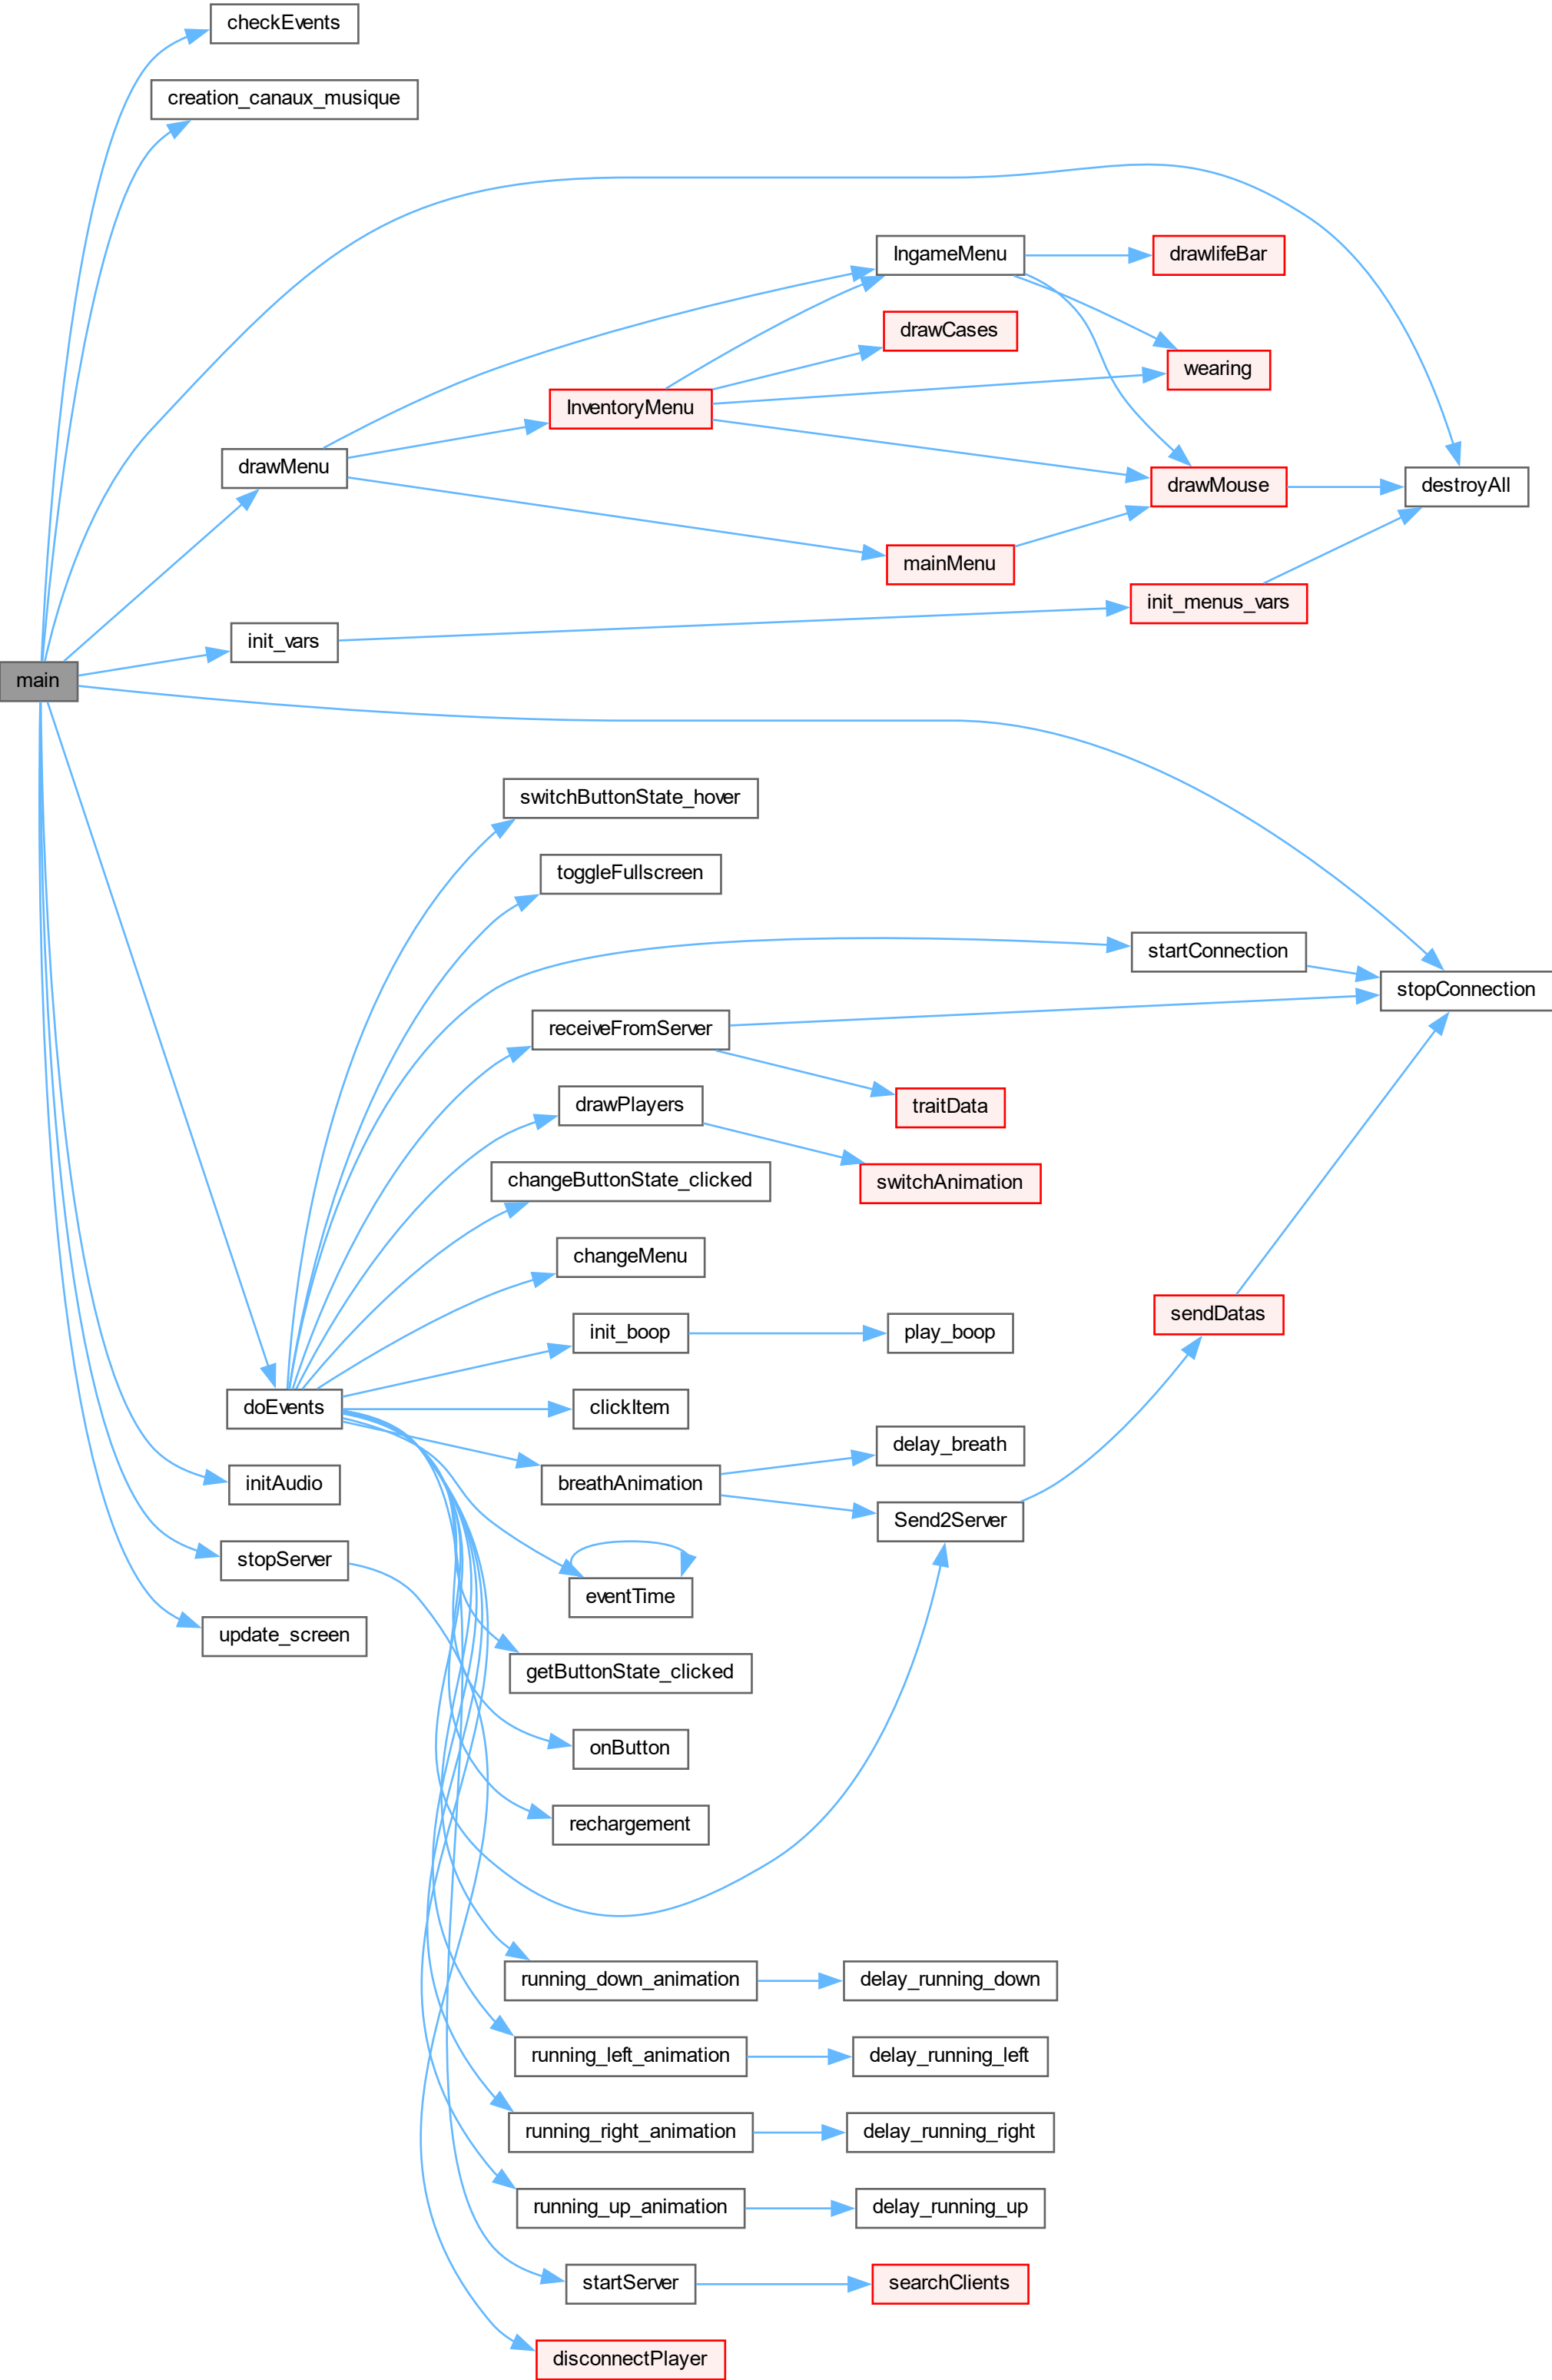 checkEvents
creation_canaux_musique
IngameMenu
drawlifeBar
drawCases
wearing
InventoryMenu
drawMenu
drawMouse
destroyAll
mainMenu
init_menus_vars
init_vars
main
switchButtonState_hover
toggleFullscreen
startConnection
stopConnection
receiveFromServer
traitData
drawPlayers
switchAnimation
changeButtonState_clicked
changeMenu
sendDatas
init_boop
play_boop
doEvents
clickItem
delay_breath
initAudio
breathAnimation
Send2Server
stopServer
eventTime
update_screen
getButtonState_clicked
onButton
rechargement
running_down_animation
delay_running_down
running_left_animation
delay_running_left
running_right_animation
delay_running_right
running_up_animation
delay_running_up
startServer
searchClients
disconnectPlayer